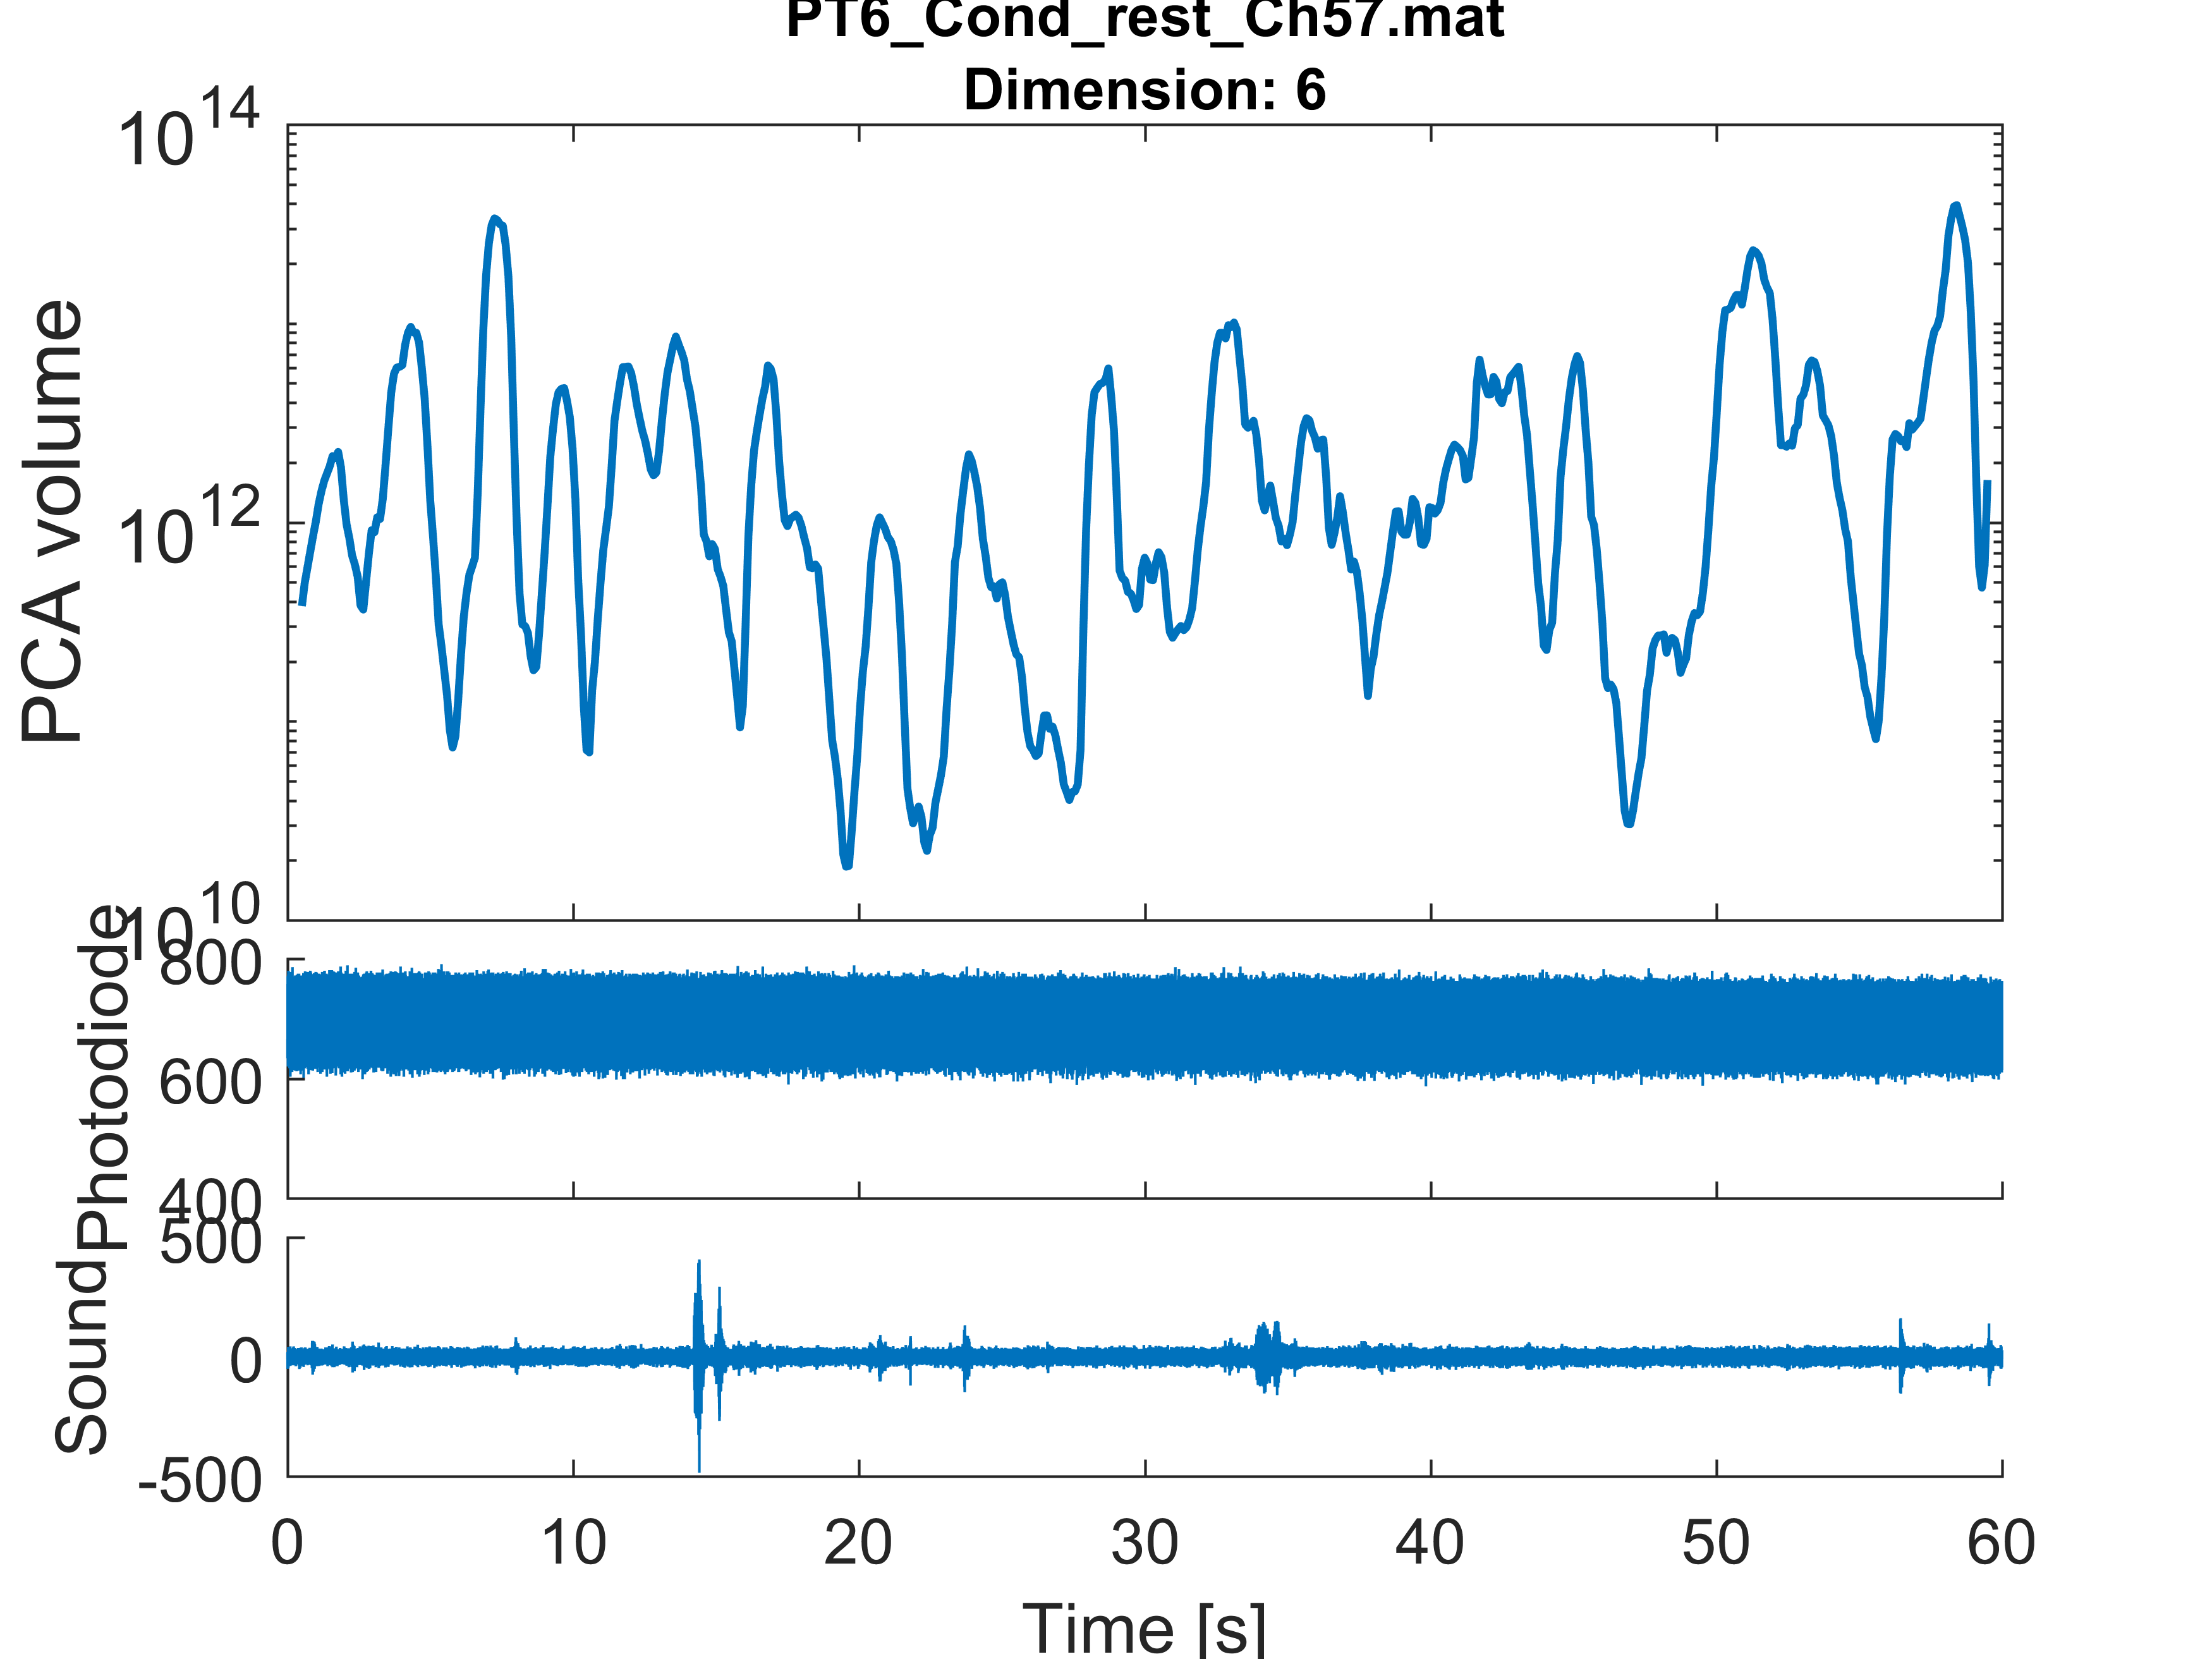 PT6_Cond_rest_Ch57.mat
Dimension: 6
PCA volume
10^14
10^12
10^10
Photodiode
800
600
400
Sound
500
0
-500
0 10 20 30 40 50 60
Time [s]